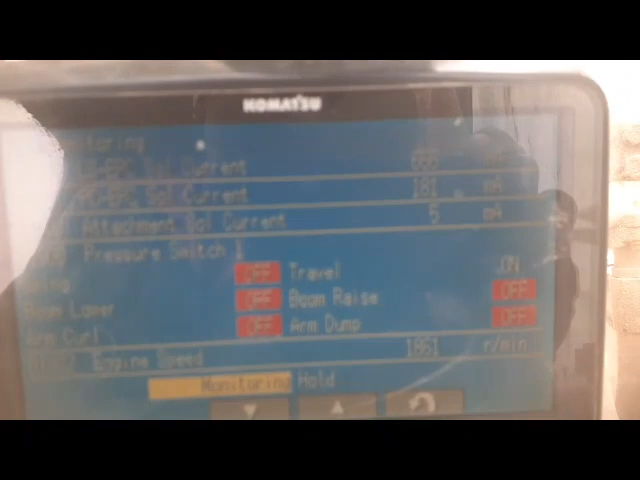 KOMATSU
Monitoring
Sol Current
PC-EPC Sol Current 181 mA
Attachment Sol Current 5 mA
Pressure Switch 1
Swing OFF Travel ON
Boom Lower OFF Boom Raise OFF
Arm Curl OFF Arm Dump OFF
Engine Speed 1861 r/min
Monitoring Hold